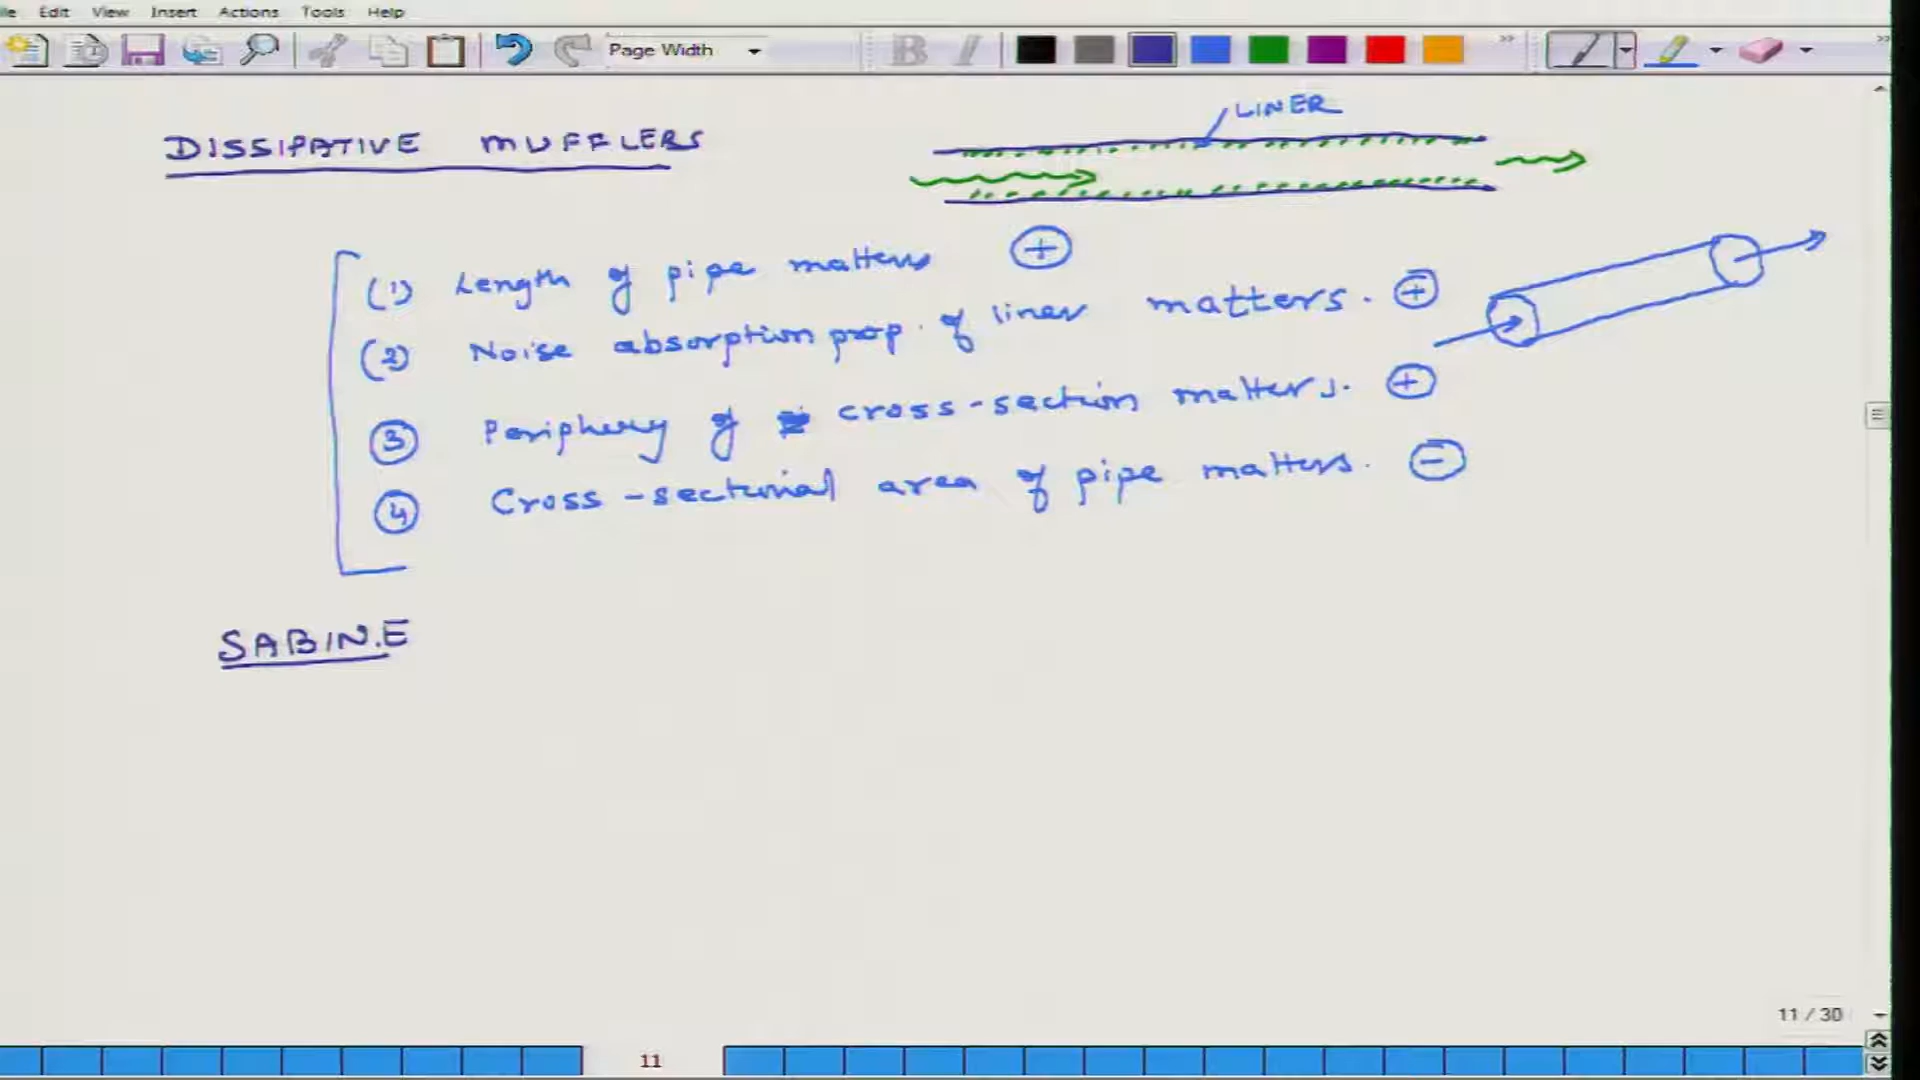 Edit View Insert Actions Tools Help
Page Width
B I
LINER
DISSIPATIVE MUFFLERS
(1) Length of pipe matters +
(2) Noise absorption prop. of liner matters. +
3 Periphery of cross-section matters. +
4 Cross-sectional area of pipe matters. -
SABIN.E
11 / 30
11